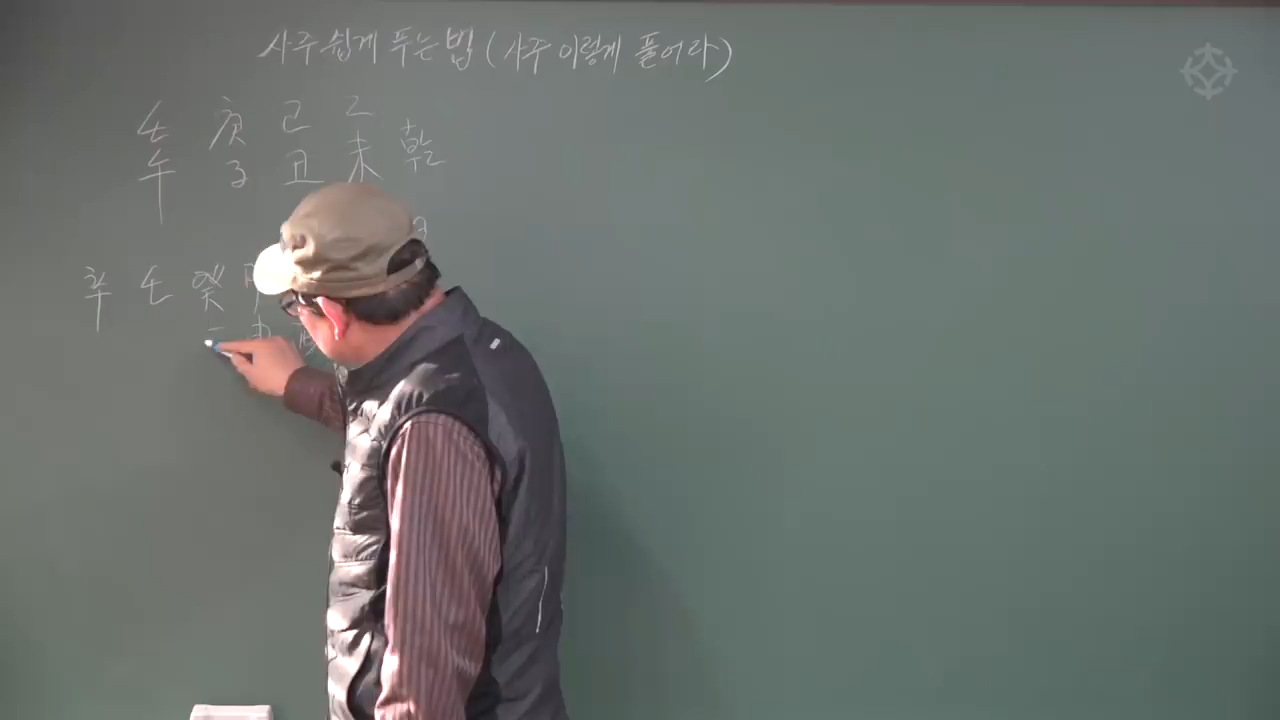 사주 쉽게 푸는 법 (사주 이렇게 풀어라)
壬 庚 己 乙
午 子 丑 未 乾
辛 壬 癸